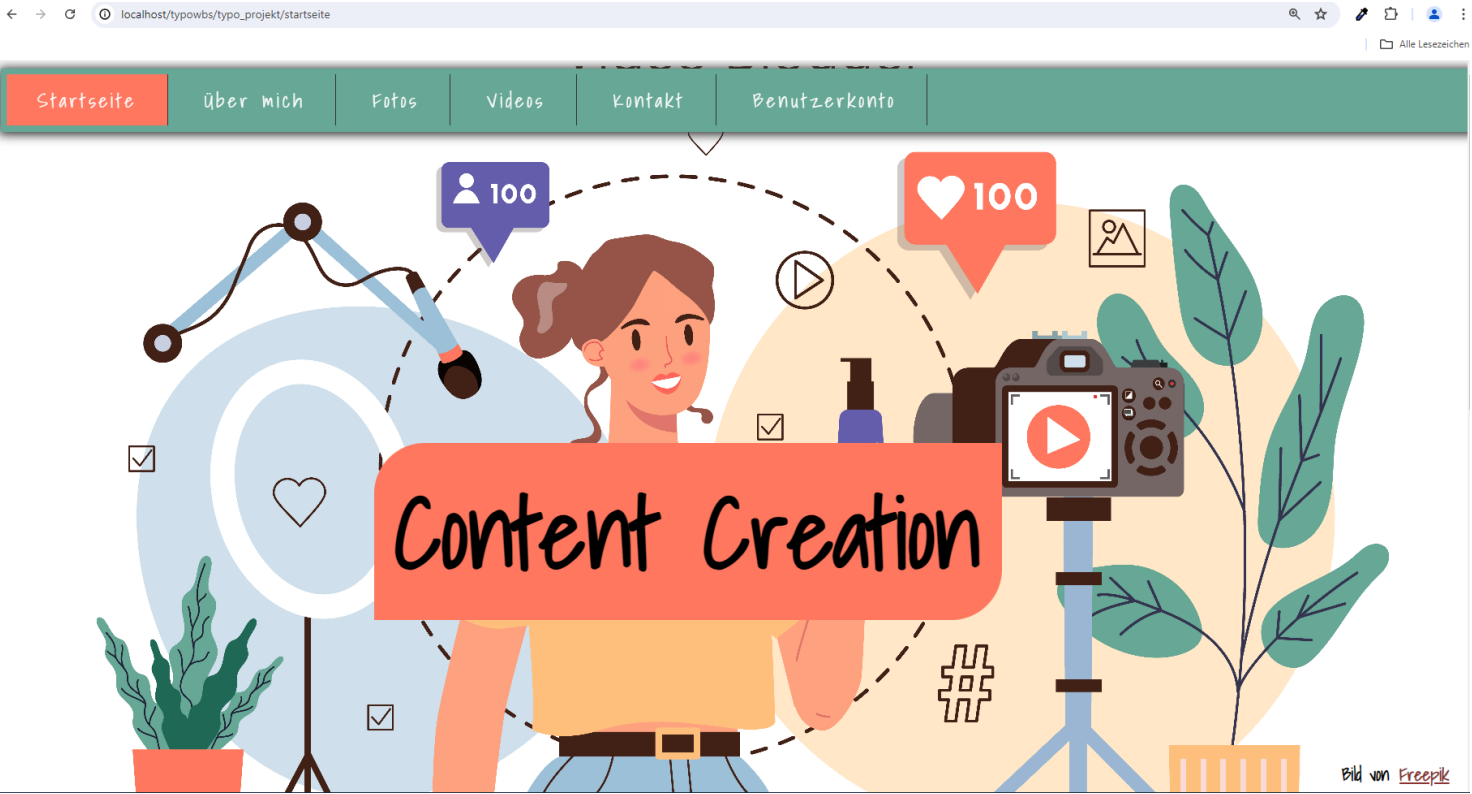 localhost/typowbs/typo_projekt/startseite
Alle Lesezeichen
Startseite über mich Fotos Videos Kontakt Benutzerkonto
100
100
Content Creation
#
Bild von Freepik